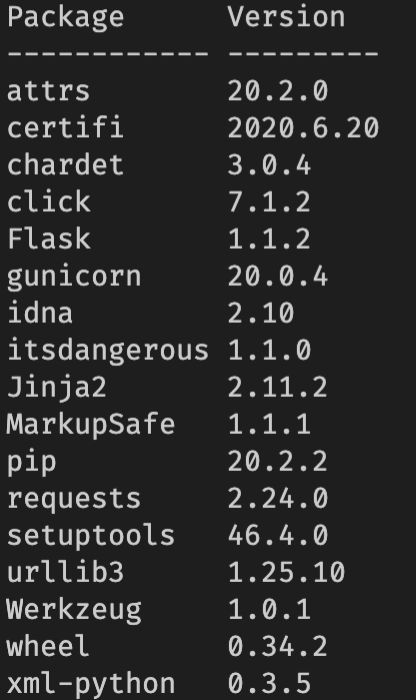 Package      Version
------------ ---------
attrs        20.2.0
certifi      2020.6.20
chardet      3.0.4
click        7.1.2
Flask        1.1.2
gunicorn     20.0.4
idna         2.10
itsdangerous 1.1.0
Jinja2       2.11.2
MarkupSafe   1.1.1
pip          20.2.2
requests     2.24.0
setuptools   46.4.0
urllib3      1.25.10
Werkzeug     1.0.1
wheel        0.34.2
xml-python   0.3.5